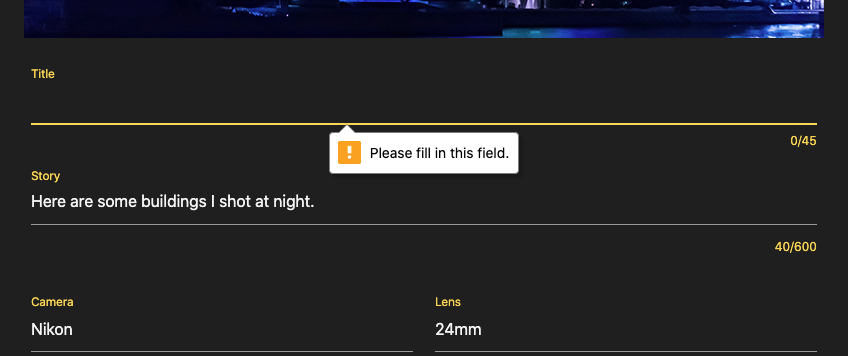 Title
Please fill in this field.
0/45
Story
Here are some buildings I shot at night.
40/600
Camera
Lens
Nikon
24mm